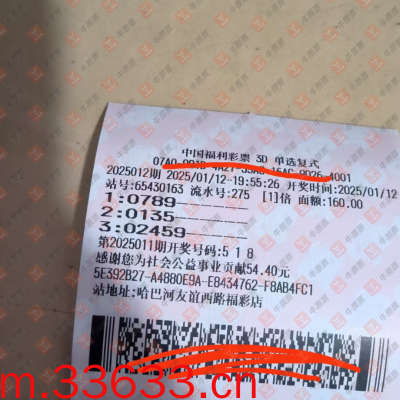 中国福利彩票 3D 单选复式
2025012期 2025/01/12-19:55:26 开奖时间:2025/01/12
站号:65430163 流水号:275 [1]倍 面额:160.00
1:0789
2:0135
3:02459
第2025011期开奖号码:5 1 8
感谢您为社会公益事业贡献54.40元
5E392B27-A4880E9A-E8434762-F8AB4FC1
站地址:哈巴河友谊西路福彩店
m.33633.cn